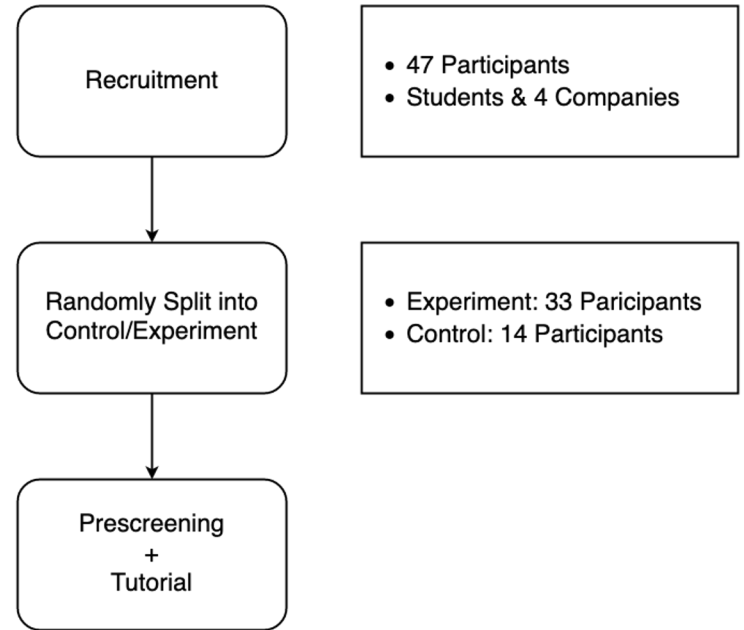 Recruitment
• 47 Participants
• Students & 4 Companies
Randomly Split into
Control/Experiment
• Experiment: 33 Paricipants
• Control: 14 Participants
Prescreening
+
Tutorial